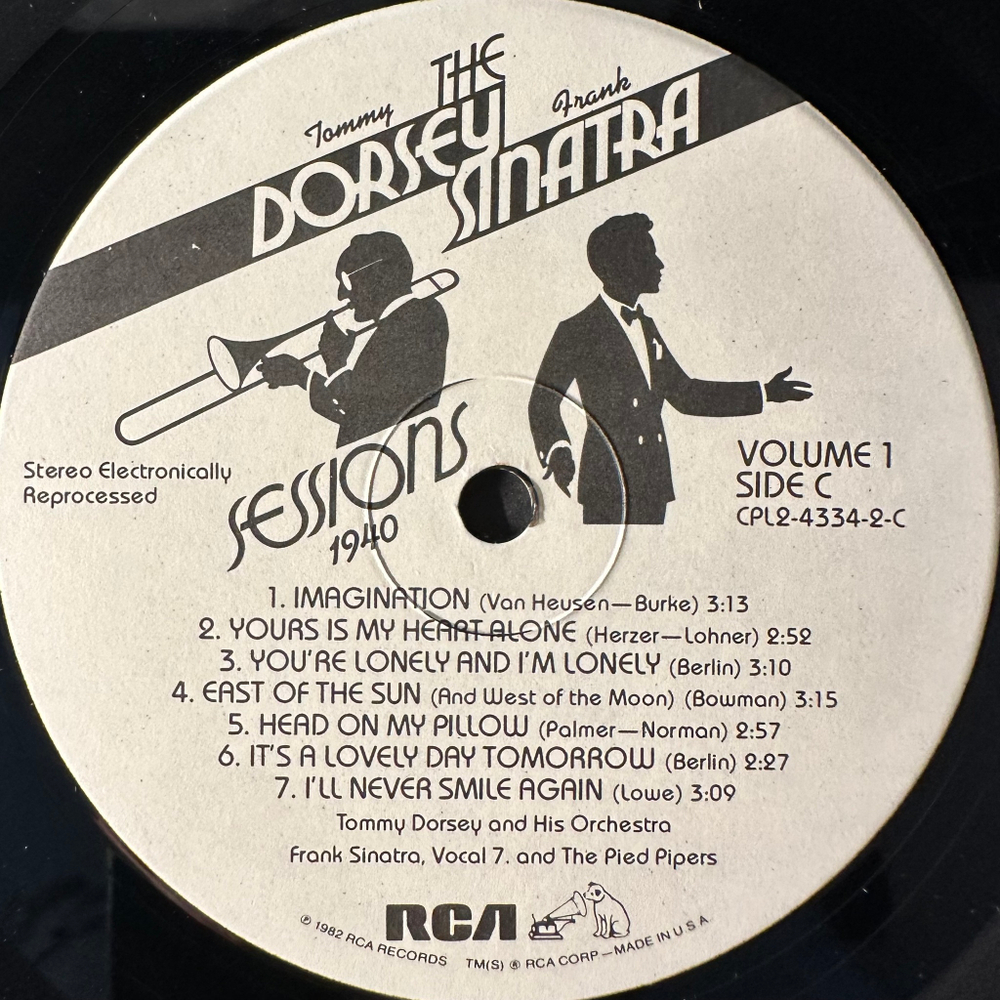 THE
Tommy Frank
DORSEY
SINATRA
SESSIONS
1940
Stereo Electronically
Reprocessed
VOLUME 1
SIDE C
CPL2-4334-2-C
1. IMAGINATION (Van Heusen—Burke) 3:13
2. YOURS IS MY HEART ALONE (Herzer—Lohner) 2:52
3. YOU'RE LONELY AND I'M LONELY (Berlin) 3:10
4. EAST OF THE SUN (And West of the Moon) (Bowman) 3:15
5. HEAD ON MY PILLOW (Palmer—Norman) 2:57
6. IT'S A LOVELY DAY TOMORROW (Berlin) 2:27
7. I'LL NEVER SMILE AGAIN (Lowe) 3:09
Tommy Dorsey and His Orchestra
Frank Sinatra, Vocal 7. and The Pied Pipers
RCA
℗ 1982 RCA RECORDS TM(S) ® RCA CORP—MADE IN U.S.A.